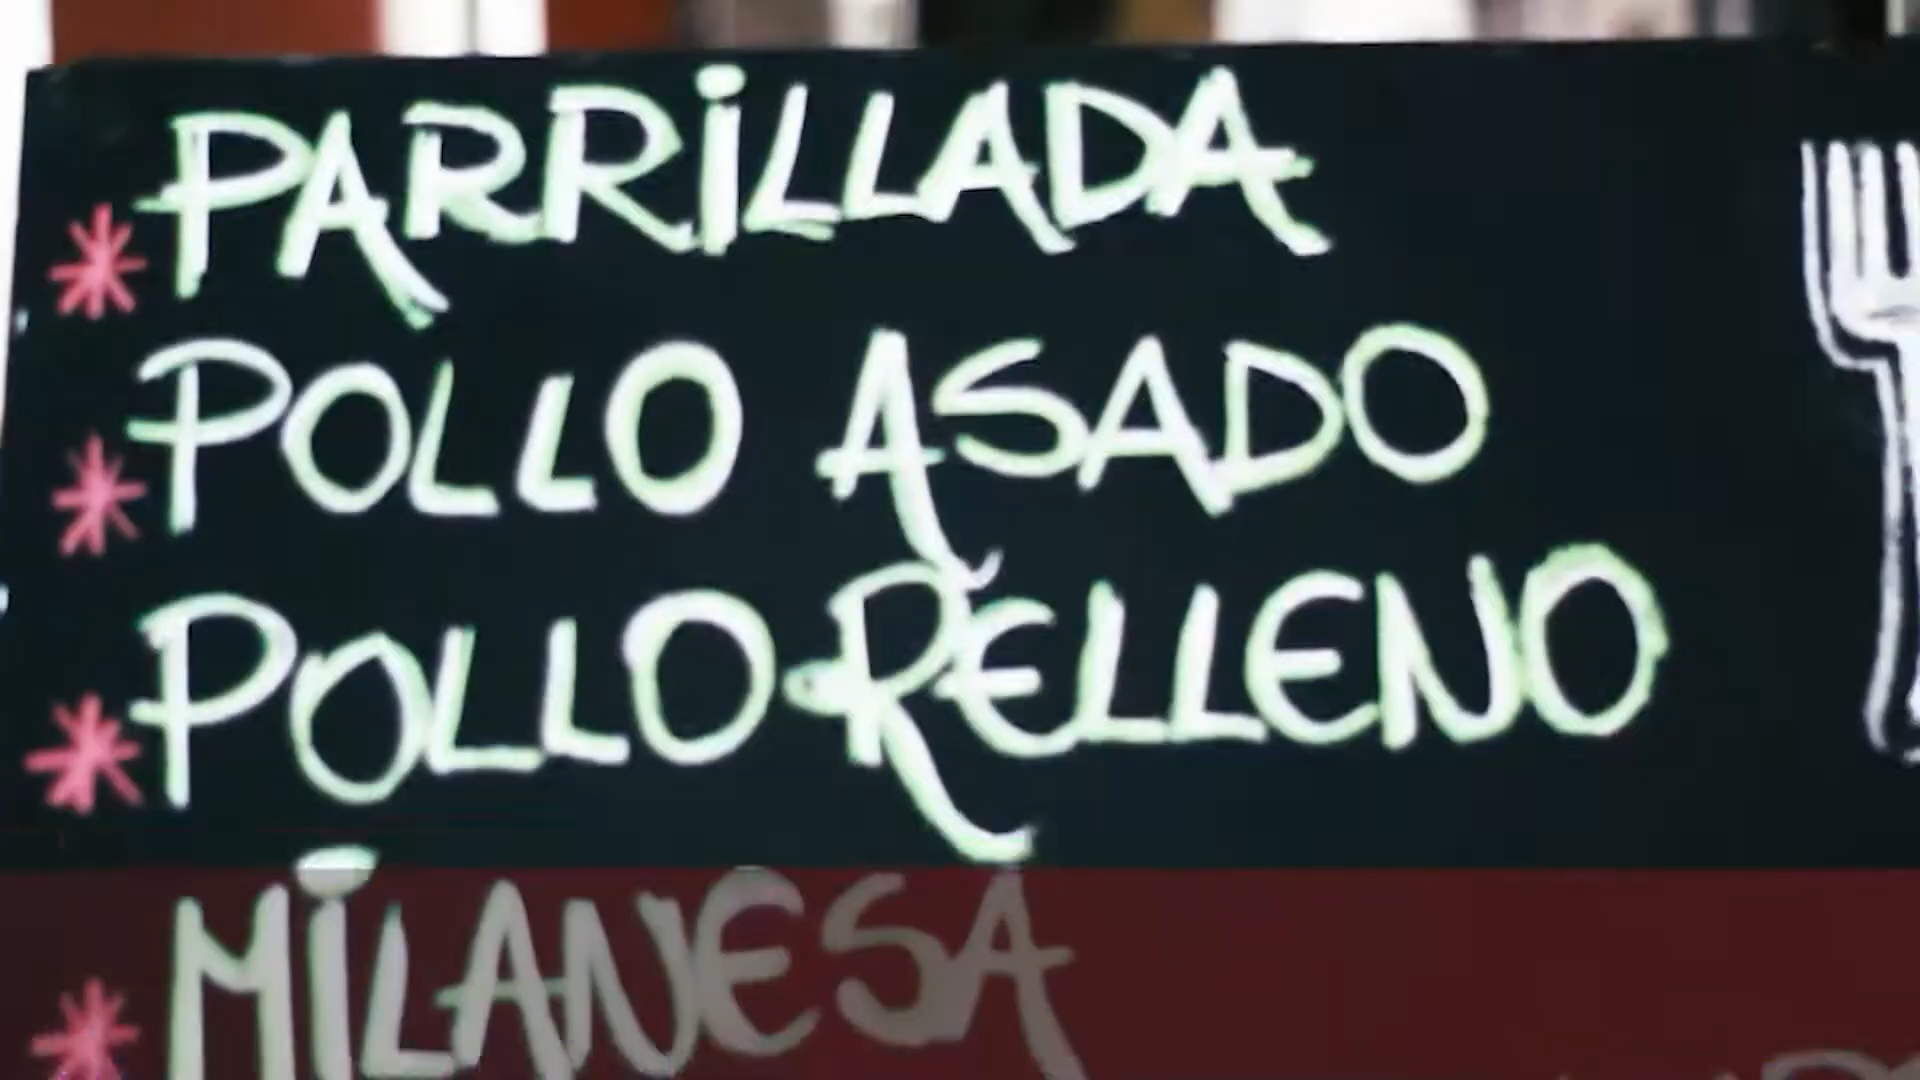 * PARRiLLADA
* POLLO ASADO
* POLLO RELLENO
* MiLANESA